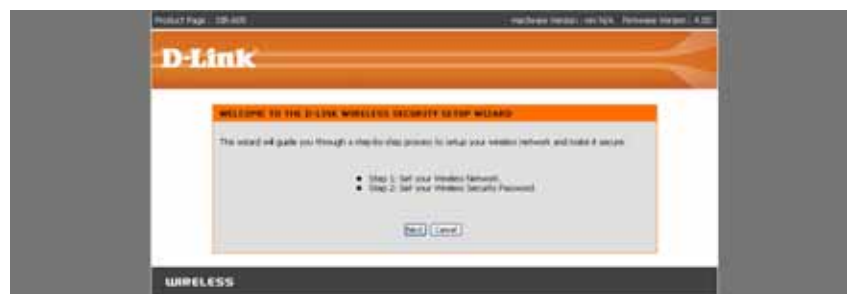 Product Page : DIR-605
Hardware Version : rev N/A Firmware Version : 4.00
D-Link
WELCOME TO THE D-LINK WIRELESS SECURITY SETUP WIZARD
This wizard will guide you through a step-by-step process to setup your wireless network and make it secure.
Step 1: Set your Wireless Network.
Step 2: Set your Wireless Security Password.
Next Cancel
WIRELESS